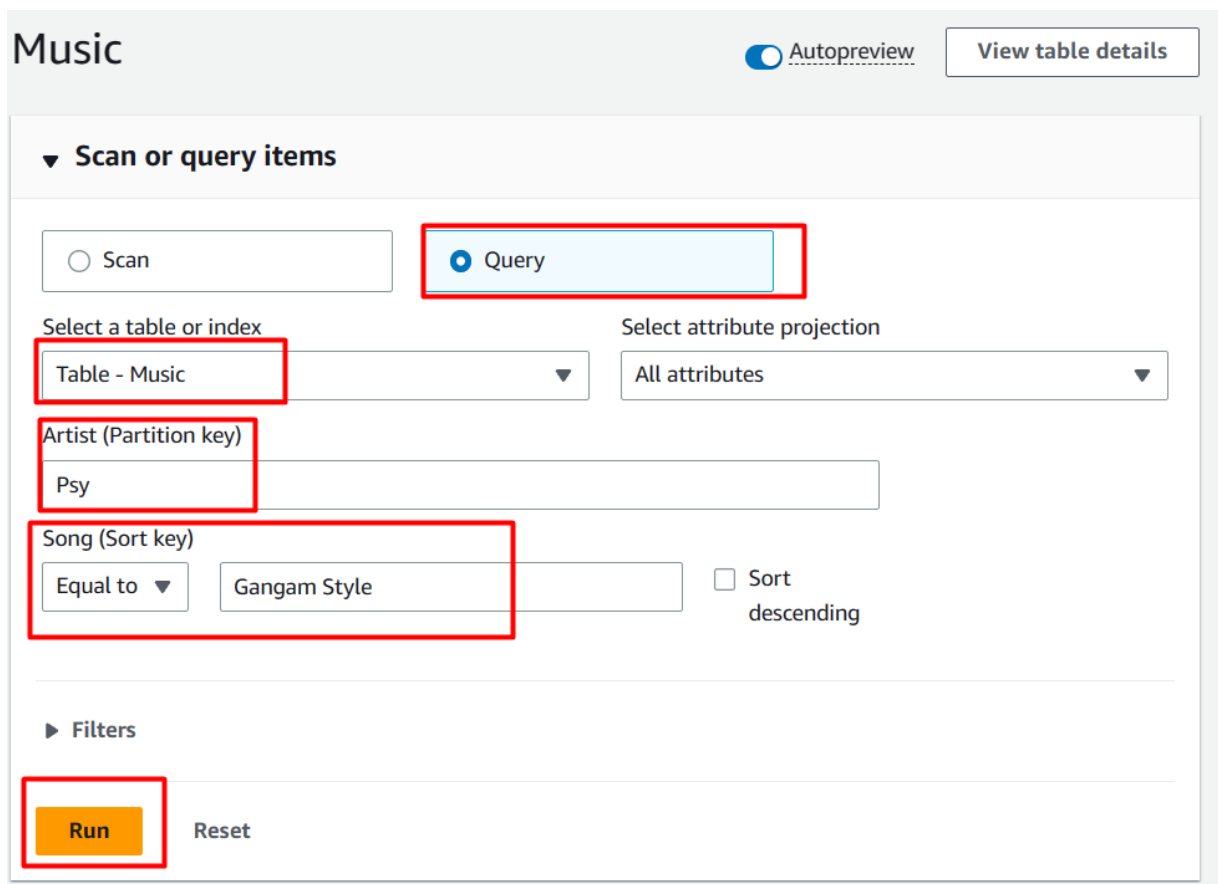 Music
Autopreview
View table details
Scan or query items
Scan
Query
Select a table or index
Select attribute projection
Table - Music
All attributes
Artist (Partition key)
Psy
Song (Sort key)
Equal to
Gangam Style
Sort
descending
Filters
Run
Reset